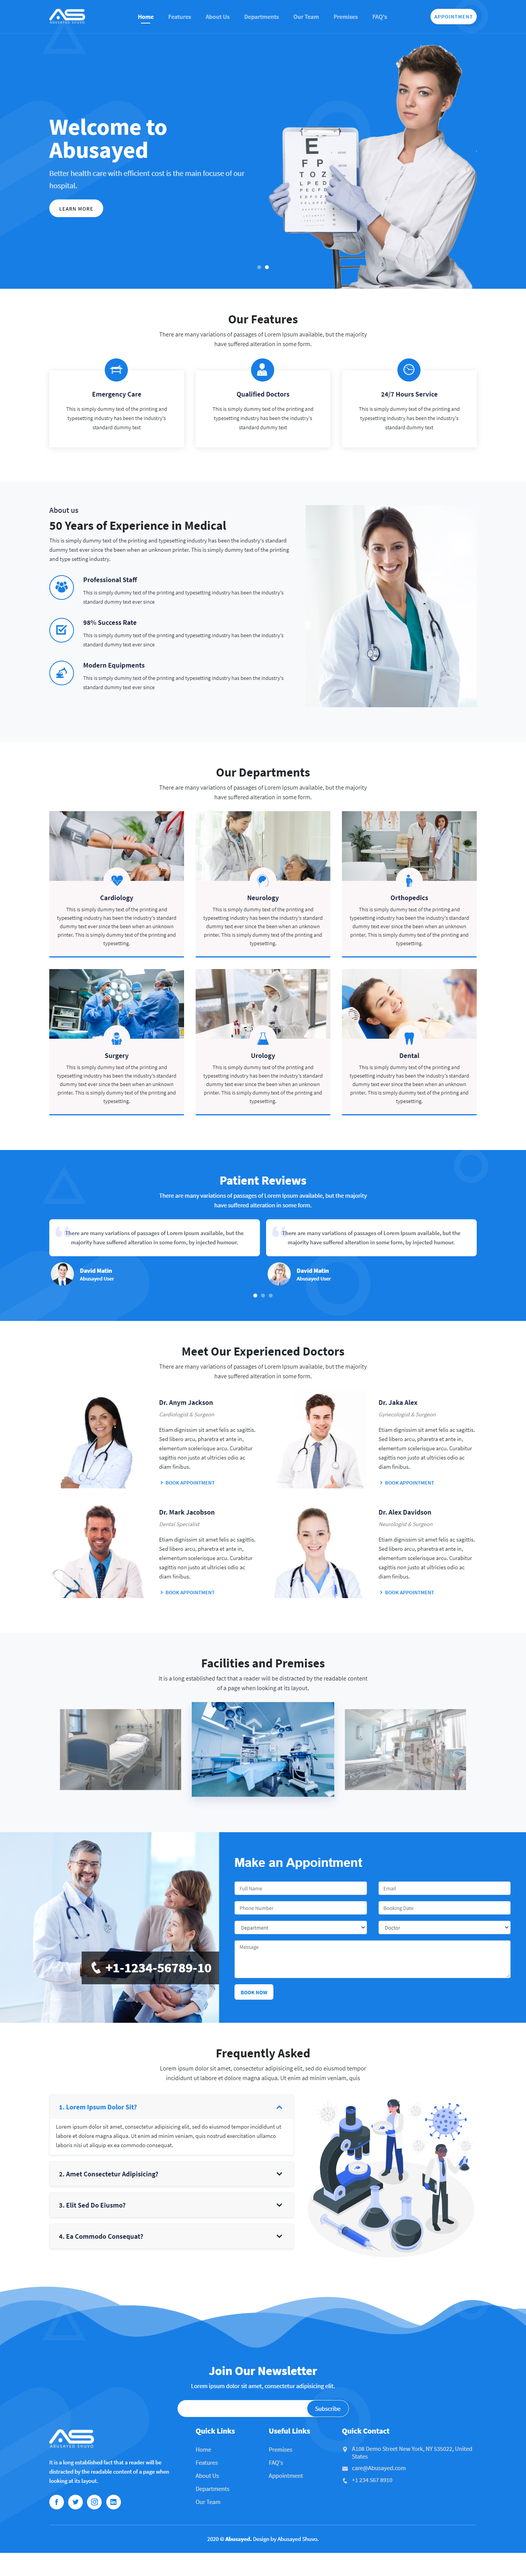 AS
ABUSAYED SHUVO
Home Features About Us Departments Our Team Premises FAQ's
APPOINTMENT
Welcome to
Abusayed
Better health care with efficient cost is the main focuse of our
hospital.
LEARN MORE
E
F P
T O Z
L P E D
Our Features
There are many variations of passages of Lorem Ipsum available, but the majority
have suffered alteration in some form.
Emergency Care
This is simply dummy text of the printing and
typesetting industry has been the industry's
standard dummy text
Qualified Doctors
This is simply dummy text of the printing and
typesetting industry has been the industry's
standard dummy text
24/7 Hours Service
This is simply dummy text of the printing and
typesetting industry has been the industry's
standard dummy text
About us
50 Years of Experience in Medical
This is simply dummy text of the printing and typesetting industry has been the industry's standard
dummy text ever since the been when an unknown printer. This is simply dummy text of the printing
and type setting industry.
Professional Staff
This is simply dummy text of the printing and typesetting industry has been the industry's
standard dummy text ever since
98% Success Rate
This is simply dummy text of the printing and typesetting industry has been the industry's
standard dummy text ever since
Modern Equipments
This is simply dummy text of the printing and typesetting industry has been the industry's
standard dummy text ever since
Our Departments
There are many variations of passages of Lorem Ipsum available, but the majority
have suffered alteration in some form.
Cardiology
This is simply dummy text of the printing and
typesetting industry has been the industry's standard
dummy text ever since the been when an unknown
printer. This is simply dummy text of the printing and
typesetting.
Neurology
This is simply dummy text of the printing and
typesetting industry has been the industry's standard
dummy text ever since the been when an unknown
printer. This is simply dummy text of the printing and
typesetting.
Orthopedics
This is simply dummy text of the printing and
typesetting industry has been the industry's standard
dummy text ever since the been when an unknown
printer. This is simply dummy text of the printing and
typesetting.
Surgery
This is simply dummy text of the printing and
typesetting industry has been the industry's standard
dummy text ever since the been when an unknown
printer. This is simply dummy text of the printing and
typesetting.
Urology
This is simply dummy text of the printing and
typesetting industry has been the industry's standard
dummy text ever since the been when an unknown
printer. This is simply dummy text of the printing and
typesetting.
Dental
This is simply dummy text of the printing and
typesetting industry has been the industry's standard
dummy text ever since the been when an unknown
printer. This is simply dummy text of the printing and
typesetting.
Patient Reviews
There are many variations of passages of Lorem Ipsum available, but the majority
have suffered alteration in some form.
There are many variations of passages of Lorem Ipsum available, but the
majority have suffered alteration in some form, by injected humour.
David Matin
Abusayed User
There are many variations of passages of Lorem Ipsum available, but the
majority have suffered alteration in some form, by injected humour.
David Matin
Abusayed User
Meet Our Experienced Doctors
There are many variations of passages of Lorem Ipsum available, but the majority
have suffered alteration in some form.
Dr. Anym Jackson
Cardiologist & Surgeon
Etiam dignissim sit amet felis ac sagittis.
Sed libero arcu, pharetra et ante in,
elementum scelerisque arcu. Curabitur
sagittis non justo at ultricies odio ac
diam finibus.
BOOK APPOINTMENT
Dr. Jaka Alex
Gynecologist & Surgeon
Etiam dignissim sit amet felis ac sagittis.
Sed libero arcu, pharetra et ante in,
elementum scelerisque arcu. Curabitur
sagittis non justo at ultricies odio ac
diam finibus.
BOOK APPOINTMENT
Dr. Mark Jacobson
Dental Specialist
Etiam dignissim sit amet felis ac sagittis.
Sed libero arcu, pharetra et ante in,
elementum scelerisque arcu. Curabitur
sagittis non justo at ultricies odio ac
diam finibus.
BOOK APPOINTMENT
Dr. Alex Davidson
Neurologist & Surgeon
Etiam dignissim sit amet felis ac sagittis.
Sed libero arcu, pharetra et ante in,
elementum scelerisque arcu. Curabitur
sagittis non justo at ultricies odio ac
diam finibus.
BOOK APPOINTMENT
Facilities and Premises
It is a long established fact that a reader will be distracted by the readable content
of a page when looking at its layout.
+1-1234-56789-10
Make an Appointment
Full Name
Email
Phone Number
Booking Date
Department
Doctor
Message
BOOK NOW
Frequently Asked
Lorem ipsum dolor sit amet, consectetur adipisicing elit, sed do eiusmod tempor
incididunt ut labore et dolore magna aliqua. Ut enim ad minim veniam, quis
1. Lorem Ipsum Dolor Sit?
Lorem ipsum dolor sit amet, consectetur adipisicing elit, sed do eiusmod tempor incididunt ut
labore et dolore magna aliqua. Ut enim ad minim veniam, quis nostrud exercitation ullamco
laboris nisi ut aliquip ex ea commodo consequat.
2. Amet Consectetur Adipisicing?
3. Elit Sed Do Eiusmo?
4. Ea Commodo Consequat?
Join Our Newsletter
Lorem ipsum dolor sit amet, consectetur adipisicing elit.
Subscribe
AS
ABUSAYED SHUVO
It is a long established fact that a reader will be
distracted by the readable content of a page when
looking at its layout.
Quick Links
Home
Features
About Us
Departments
Our Team
Useful Links
Premises
FAQ's
Appointment
Quick Contact
A108 Demo Street New York, NY 535022, United
States
care@Abusayed.com
+1 234 567 8910
2020 © Abusayed. Design by Abusayed Shuvo.